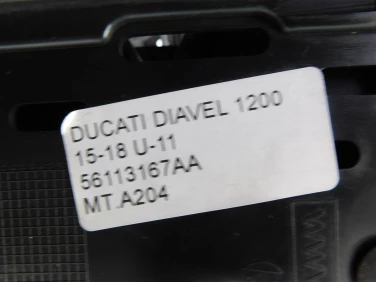 DUCATI DIAVEL 1200
15-18 U-11
56113167AA
MT.A204